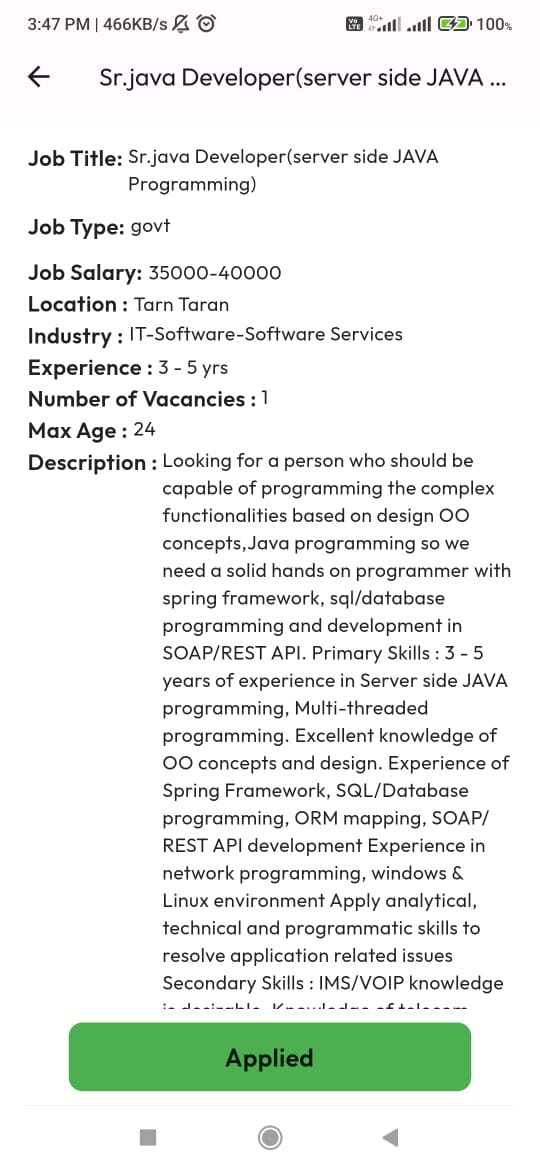 3:47 PM | 466KB/s
Vo LTE 4G+ 100%
Sr.java Developer(server side JAVA ...
Job Title: Sr.java Developer(server side JAVA
Programming)
Job Type: govt
Job Salary: 35000-40000
Location : Tarn Taran
Industry : IT-Software-Software Services
Experience : 3 - 5 yrs
Number of Vacancies : 1
Max Age : 24
Description : Looking for a person who should be
capable of programming the complex
functionalities based on design OO
concepts,Java programming so we
need a solid hands on programmer with
spring framework, sql/database
programming and development in
SOAP/REST API. Primary Skills : 3 - 5
years of experience in Server side JAVA
programming, Multi-threaded
programming. Excellent knowledge of
OO concepts and design. Experience of
Spring Framework, SQL/Database
programming, ORM mapping, SOAP/
REST API development Experience in
network programming, windows &
Linux environment Apply analytical,
technical and programmatic skills to
resolve application related issues
Secondary Skills : IMS/VOIP knowledge
is desirable. Knowledge of telecom
Applied